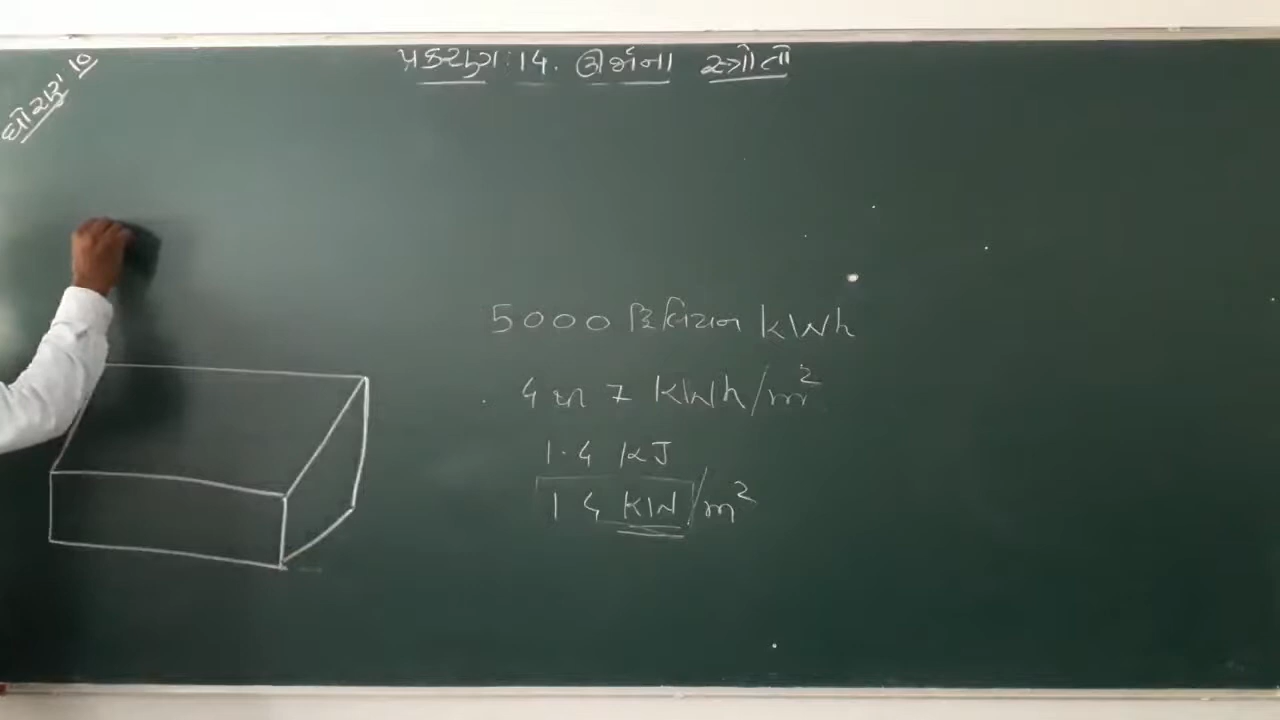 ધોરણ: 10
પ્રકરણ: 14. ઊર્જાના સ્ત્રોતો
5000 ટ્રિલિયન kWh
4 થી 7 kWh/m²
1.4 kJ
1.4 kW/m²